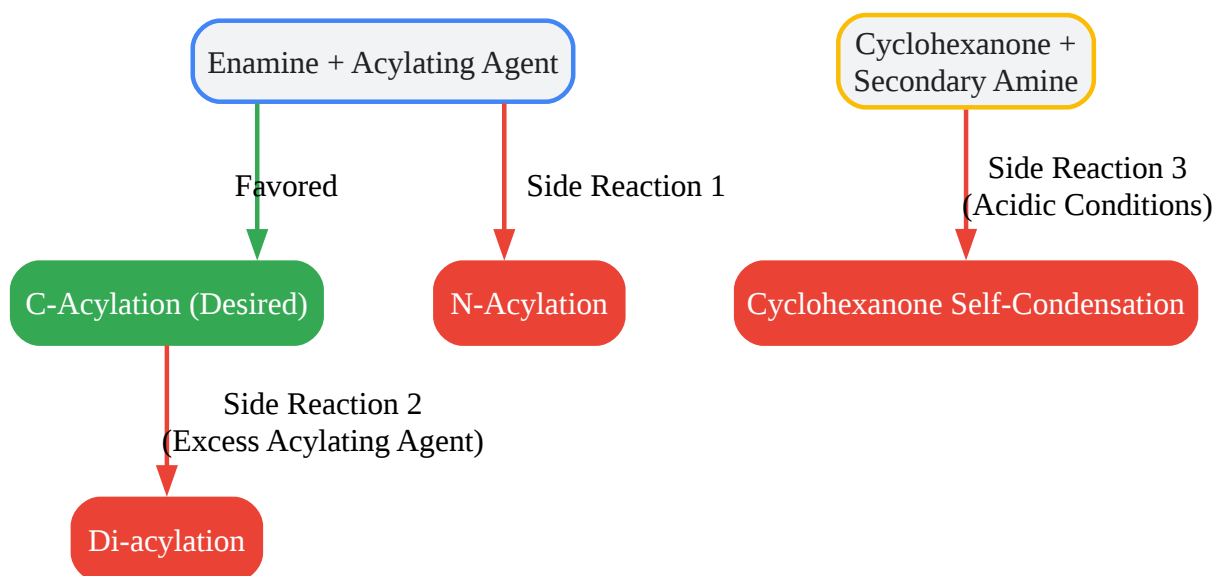 Enamine + Acylating Agent
Cyclohexanone +
Secondary Amine
Favored
Side Reaction 1
Side Reaction 3
(Acidic Conditions)
C-Acylation (Desired)
N-Acylation
Cyclohexanone Self-Condensation
Side Reaction 2
(Excess Acylating Agent)
Di-acylation